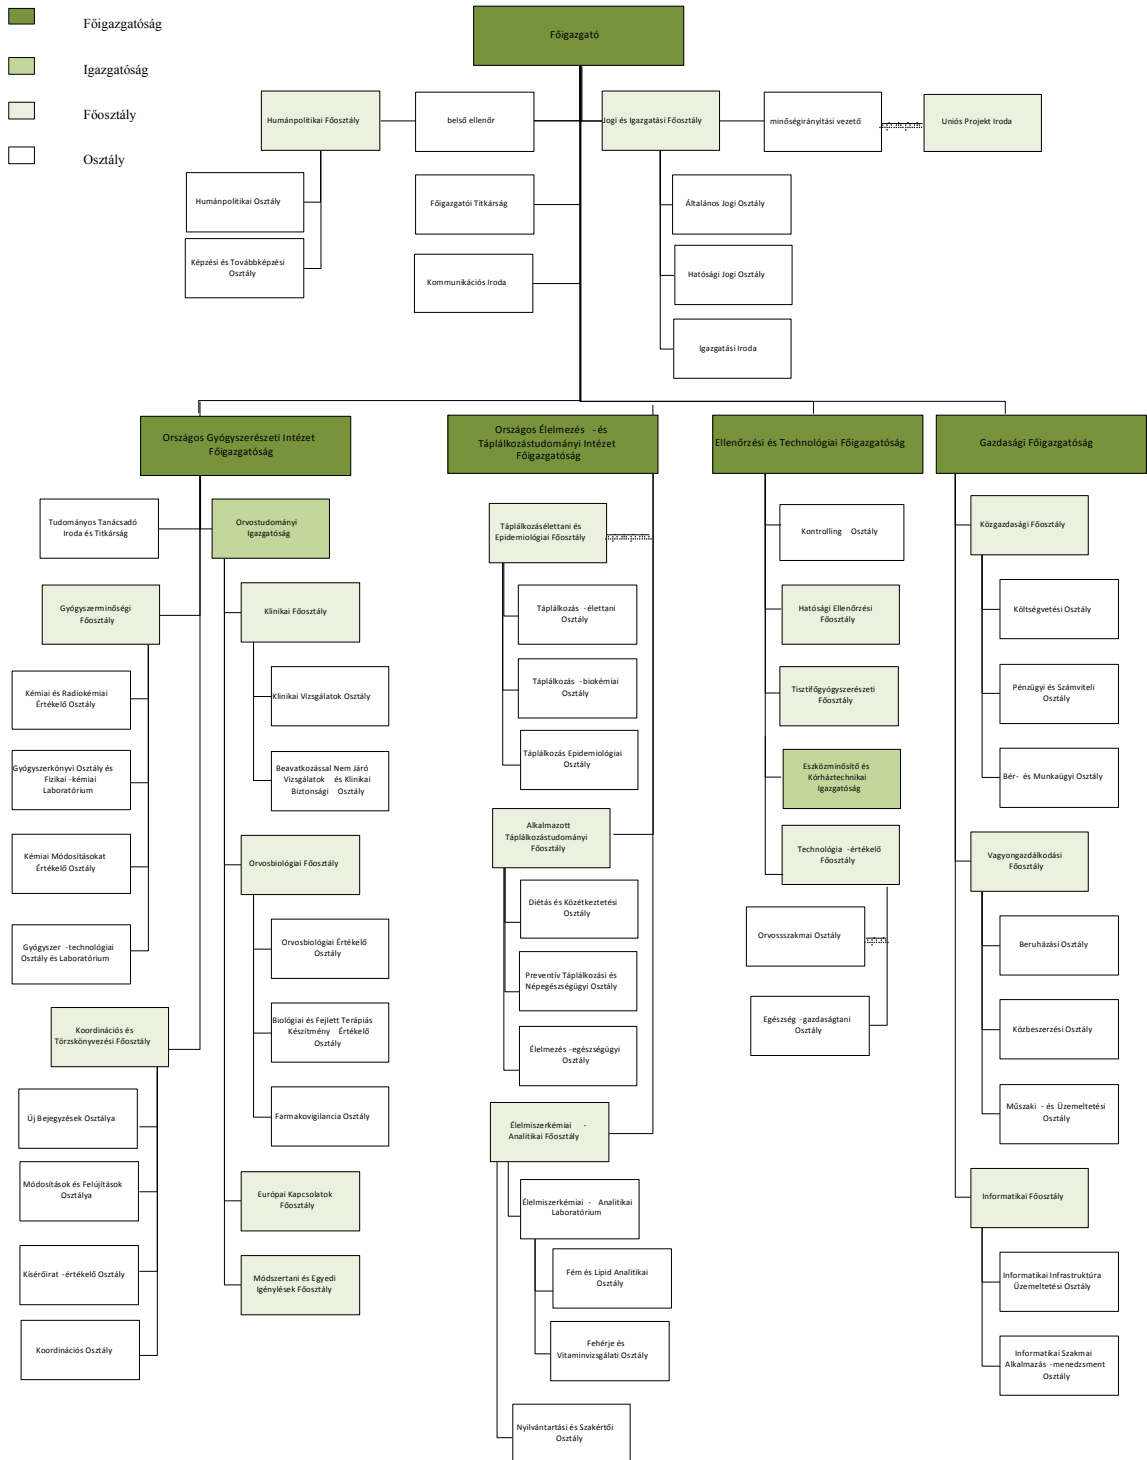 Főigazgatóság
Igazgatóság
Főosztály
Osztály
Főigazgató
Humánpolitikai Főosztály
belső ellenőr
Jogi és Igazgatási Főosztály
minőségirányítási vezető
Uniós Projekt Iroda
Humánpolitikai Osztály
Képzési és Továbbképzési
Osztály
Főigazgatói Titkárság
Kommunikációs Iroda
Általános Jogi Osztály
Hatósági Jogi Osztály
Igazgatási Iroda
Országos Gyógyszerészeti Intézet
Főigazgatóság
Tudományos Tanácsadó
Iroda és Titkárság
Gyógyszerminőségi
Főosztály
Kémiai és Radiokémiai
Értékelő Osztály
Gyógyszerkönyvi Osztály és
Fizikai -kémiai
Laboratórium
Kémiai Módosításokat
Értékelő Osztály
Gyógyszer -technológiai
Osztály és Laboratórium
Koordinációs és
Törzskönyvezési Főosztály
Új Bejegyzések Osztálya
Módosítások és Felújítások
Osztálya
Kísérőirat -értékelő Osztály
Koordinációs Osztály
Orvostudományi
Igazgatóság
Klinikai Főosztály
Klinikai Vizsgálatok Osztály
Beavatkozással Nem Járó
Vizsgálatok és Klinikai
Biztonsági Osztály
Orvosbiológiai Főosztály
Orvosbiológiai Értékelő
Osztály
Biológiai és Fejlett Terápiás
Készítmény Értékelő
Osztály
Farmakovigilancia Osztály
Európai Kapcsolatok
Főosztály
Módszertani és Egyedi
Igénylések Főosztály
Országos Élelmezés -és
Táplálkozástudományi Intézet
Főigazgatóság
Táplálkozásélettani és
Epidemiológiai Főosztály
Táplálkozás -élettani
Osztály
Táplálkozás -biokémiai
Osztály
Táplálkozás Epidemiológiai
Osztály
Alkalmazott
Táplálkozástudományi
Főosztály
Diétás és Közétkeztetési
Osztály
Preventív Táplálkozási és
Népegészségügyi Osztály
Élelmezés -egészségügyi
Osztály
Élelmiszerkémiai -
Analitikai Főosztály
Élelmiszerkémiai - Analitikai
Laboratórium
Fém és Lipid Analitikai
Osztály
Fehérje és
Vitaminvizsgálati Osztály
Nyilvántartási és Szakértői
Osztály
Ellenőrzési és Technológiai Főigazgatóság
Kontrolling Osztály
Hatósági Ellenőrzési
Főosztály
Tisztifőgyógyszerészeti
Főosztály
Eszközminősítő és
Kórháztechnikai
Igazgatóság
Technológia -értékelő
Főosztály
Orvossszakmai Osztály
Egészség -gazdaságtani
Osztály
Gazdasági Főigazgatóság
Közgazdasági Főosztály
Költségvetési Osztály
Pénzügyi és Számviteli
Osztály
Bér- és Munkaügyi Osztály
Vagyongazdálkodási
Főosztály
Beruházási Osztály
Közbeszerzési Osztály
Műszaki - és Üzemeltetési
Osztály
Informatikai Főosztály
Informatikai Infrastruktúra
Üzemeltetési Osztály
Informatikai Szakmai
Alkalmazás -menedzsment
Osztály